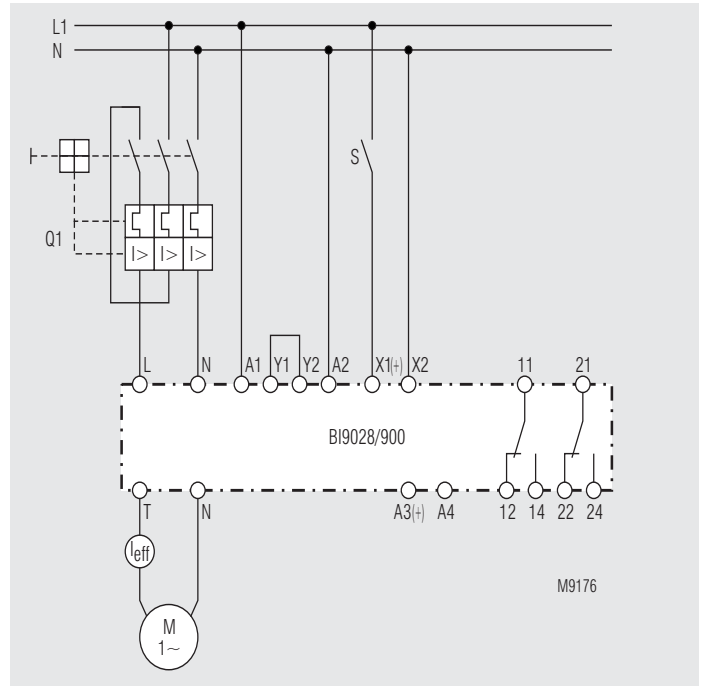 L1
N
S
Q1
I> I> I>
L N A1 Y1 Y2 A2 X1(+) X2 11 21
BI9028/900
T N A3(+) A4 12 14 22 24
Ieff
M9176
M
1~